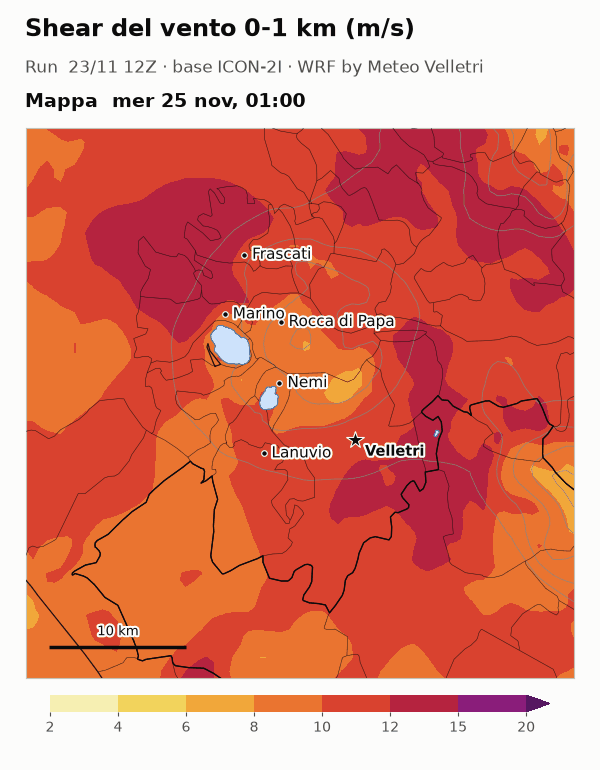 Shear del vento 0-1 km (m/s)
Run  23/11 12Z · base ICON-2I · WRF by Meteo Velletri
Mappa  mer 25 nov, 01:00
Frascati
Marino
Rocca di Papa
Nemi
Velletri
Lanuvio
10 km
2 4 6 8 10 12 15 20